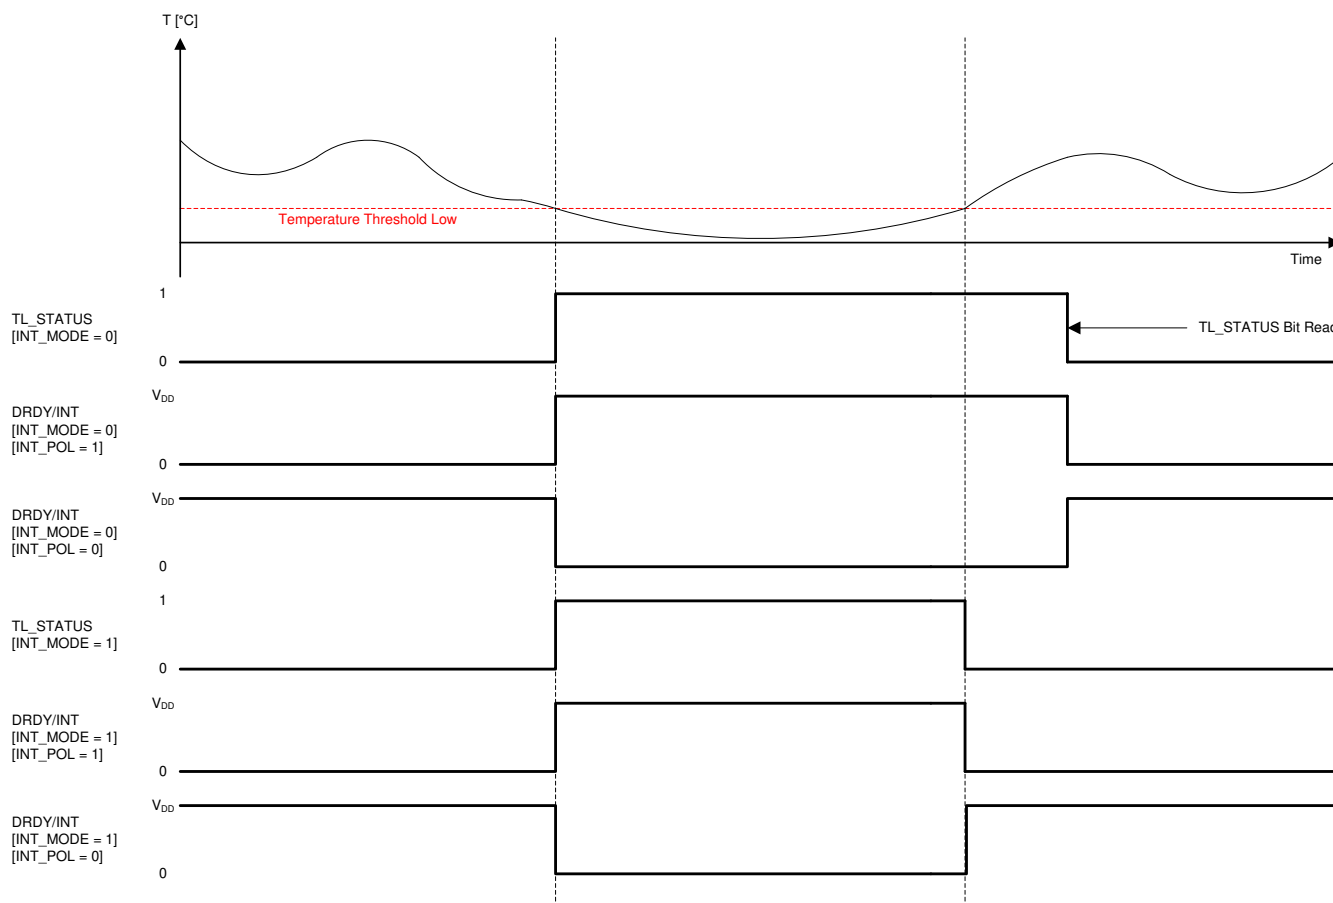 T [°C]
Temperature Threshold Low
Time
1
TL_STATUS
[INT_MODE = 0]
TL_STATUS Bit Read
0
VDD
DRDY/INT
[INT_MODE = 0]
[INT_POL = 1]
0
VDD
DRDY/INT
[INT_MODE = 0]
[INT_POL = 0]
0
1
TL_STATUS
[INT_MODE = 1]
0
VDD
DRDY/INT
[INT_MODE = 1]
[INT_POL = 1]
0
VDD
DRDY/INT
[INT_MODE = 1]
[INT_POL = 0]
0